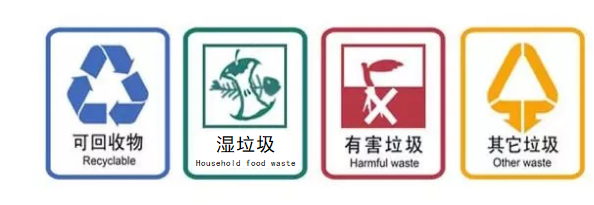 可回收物
Recyclable
湿垃圾
Household food waste
有害垃圾
Harmful waste
其它垃圾
Other waste